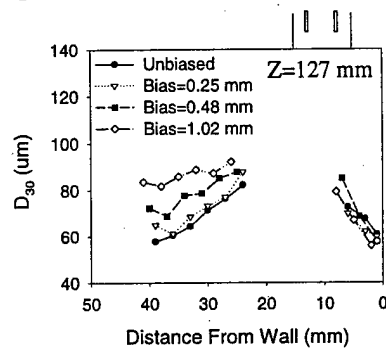 140
120
100
80
60
40
D30 (um)
Unbiased
Bias=0.25 mm
Bias=0.48 mm
Bias=1.02 mm
Z=127 mm
50 40 30 20 10 0
Distance From Wall (mm)